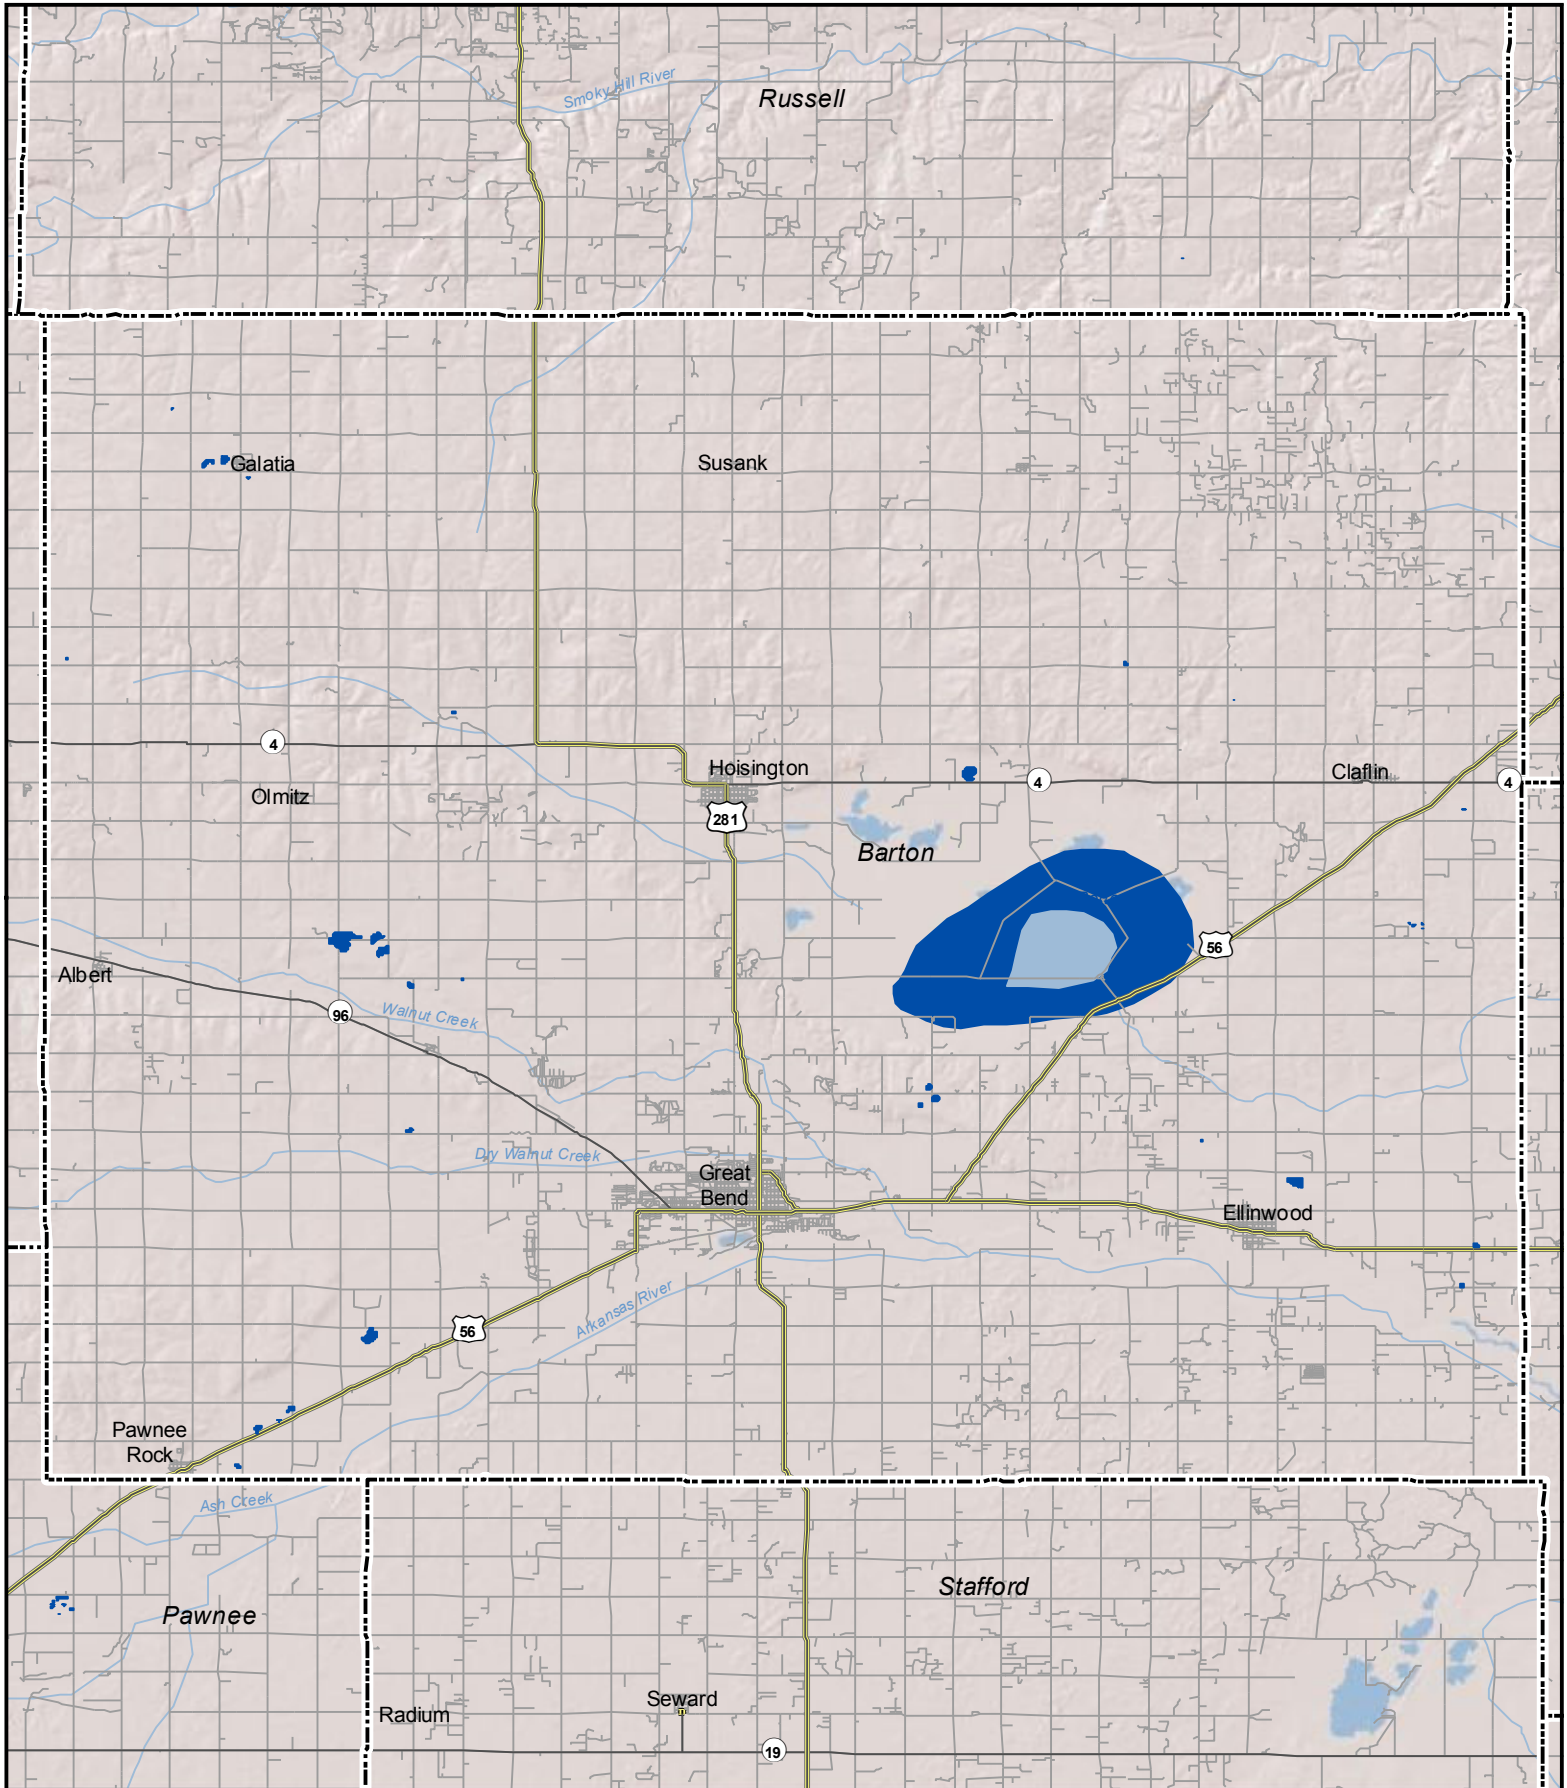 Smoky Hill River
Russell
Galatia
Susank
4
Hoisington
4
Claflin
4
Olmitz
281
Barton
56
Albert
96
Walnut Creek
Dry Walnut Creek
Great
Bend
Ellinwood
Arkansas River
56
Pawnee
Rock
Ash Creek
Stafford
Pawnee
Seward
Radium
19